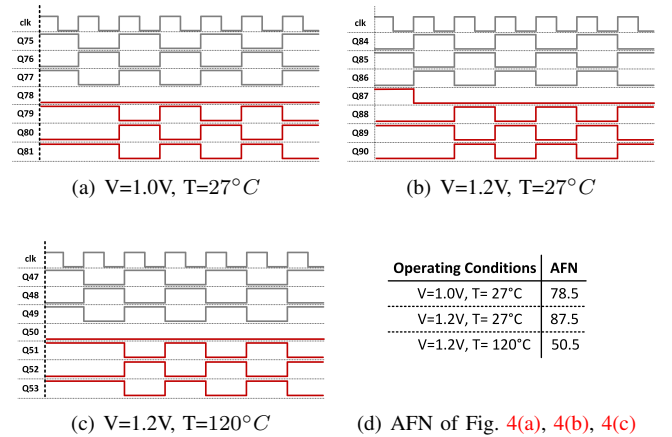 clk
Q75
Q76
Q77
Q78
Q79
Q80
Q81
(a) V=1.0V, T=27°C
clk
Q84
Q85
Q86
Q87
Q88
Q89
Q90
(b) V=1.2V, T=27°C
clk
Q47
Q48
Q49
Q50
Q51
Q52
Q53
(c) V=1.2V, T=120°C
Operating Conditions AFN
V=1.0V, T= 27°C 78.5
V=1.2V, T= 27°C 87.5
V=1.2V, T= 120°C 50.5
(d) AFN of Fig. 4(a), 4(b), 4(c)